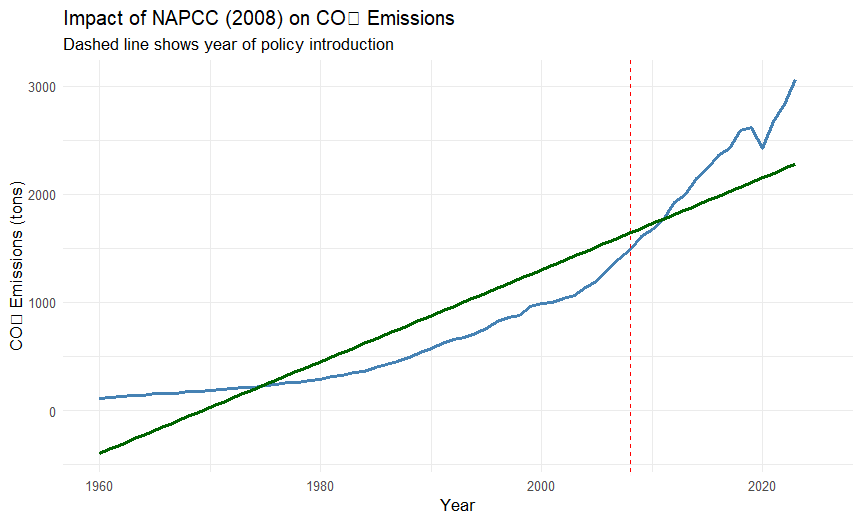 Impact of NAPCC (2008) on CO▯ Emissions
Dashed line shows year of policy introduction
CO▯ Emissions (tons)
3000
2000
1000
0
1960 1980 2000 2020
Year